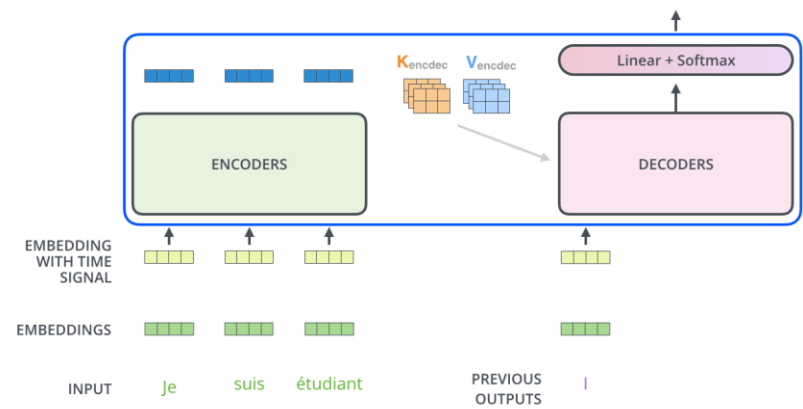 Kencdec
Vencdec
Linear + Softmax
ENCODERS
DECODERS
EMBEDDING
WITH TIME
SIGNAL
EMBEDDINGS
INPUT
Je
suis
étudiant
PREVIOUS
OUTPUTS
I